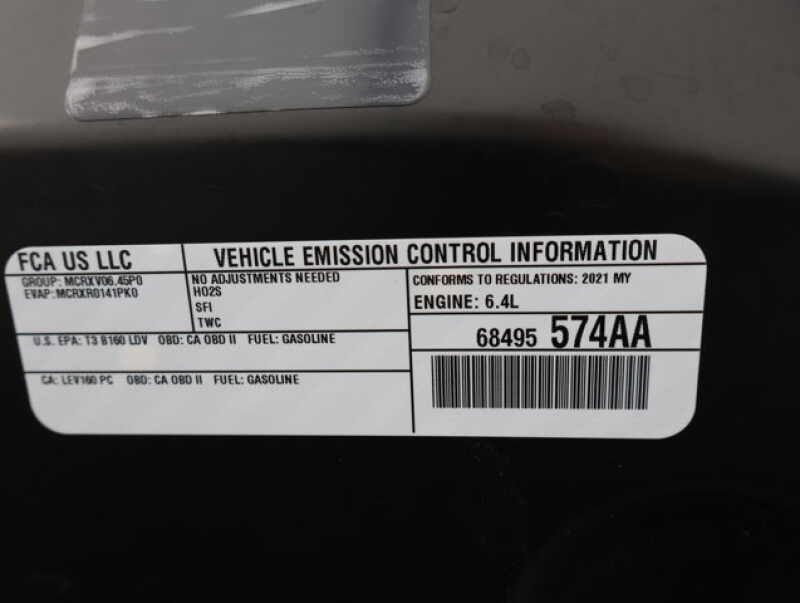 FCA US LLC
VEHICLE EMISSION CONTROL INFORMATION
GROUP: MCRXV06.45P0
EVAP: MCRXR0141PK0
NO ADJUSTMENTS NEEDED
HO2S
SFI
TWC
CONFORMS TO REGULATIONS: 2021 MY
ENGINE: 6.4L
U.S. EPA: T3 B160 LDV OBD: CA OBD II FUEL: GASOLINE
68495 574AA
CA: LEV160 PC OBD: CA OBD II FUEL: GASOLINE